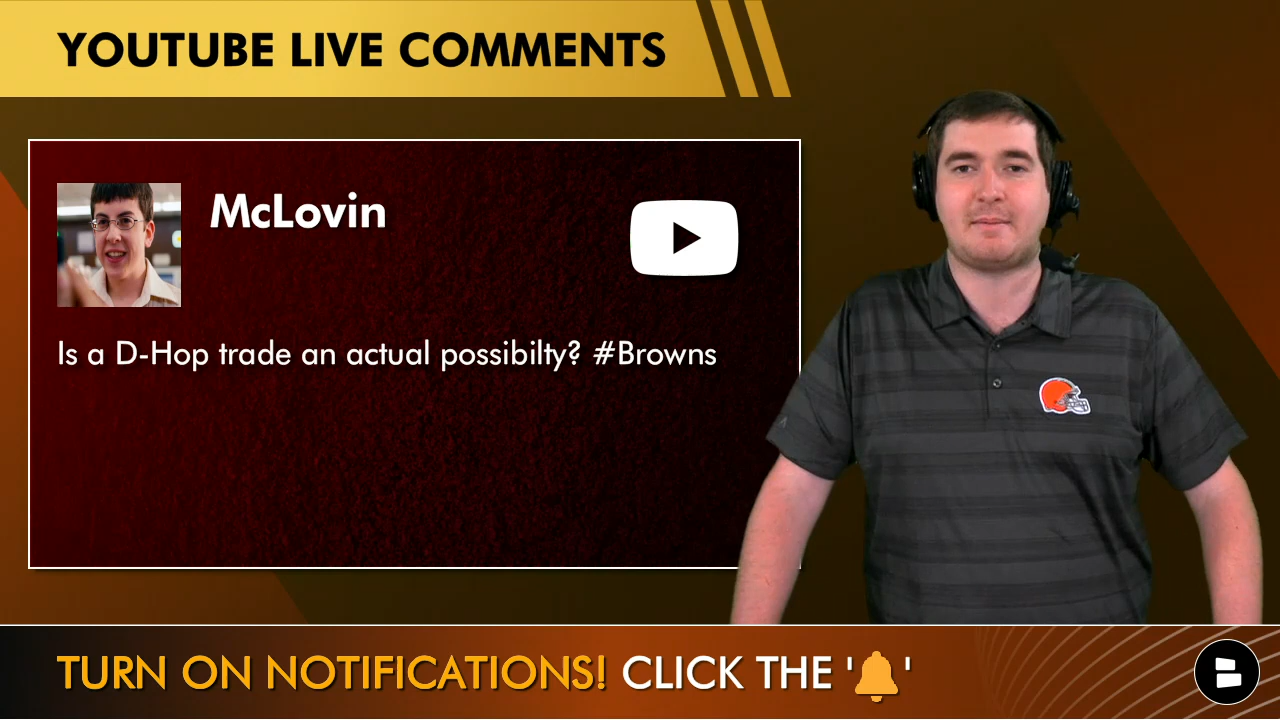 YOUTUBE LIVE COMMENTS
McLovin
Is a D-Hop trade an actual possibilty? #Browns
TURN ON NOTIFICATIONS! CLICK THE '🔔'